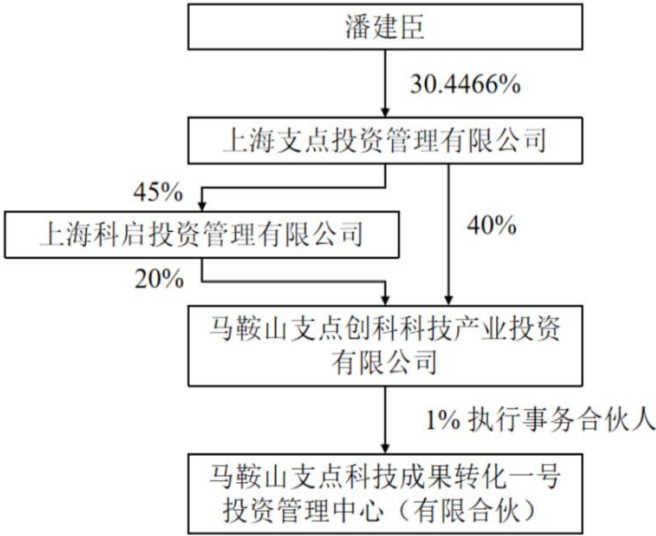 潘建臣
30.4466%
上海支点投资管理有限公司
45%
上海科启投资管理有限公司
40%
20%
马鞍山支点创科科技产业投资
有限公司
1% 执行事务合伙人
马鞍山支点科技成果转化一号
投资管理中心（有限合伙）